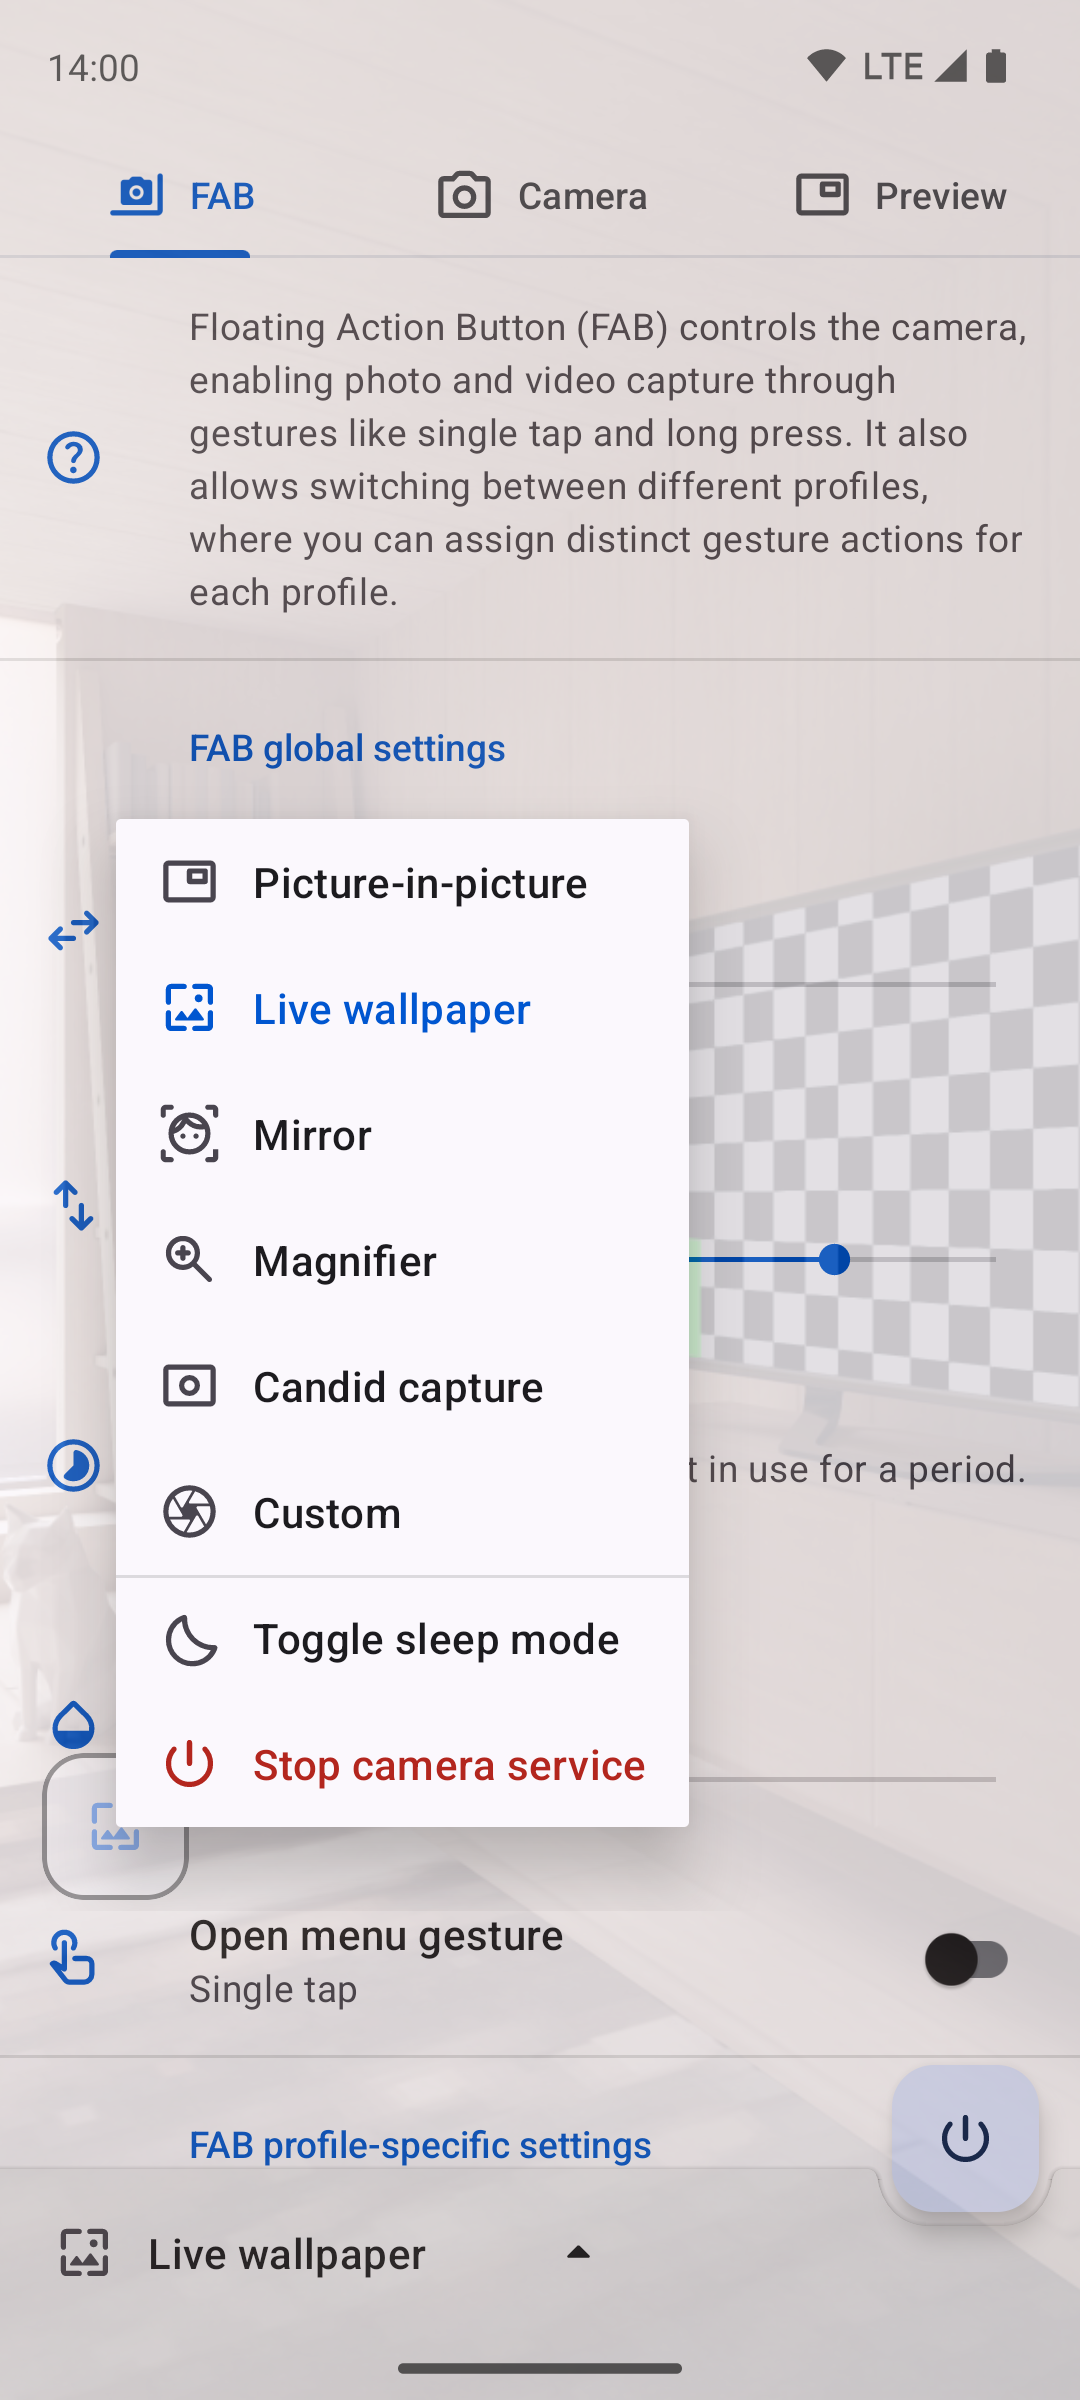 14:00
LTE
FAB
Camera
Preview
Floating Action Button (FAB) controls the camera,
enabling photo and video capture through
gestures like single tap and long press. It also
allows switching between different profiles,
where you can assign distinct gesture actions for
each profile.
FAB global settings
Picture-in-picture
Live wallpaper
Mirror
Magnifier
Candid capture
in use for a period.
Custom
Toggle sleep mode
Stop camera service
Open menu gesture
Single tap
FAB profile-specific settings
Live wallpaper